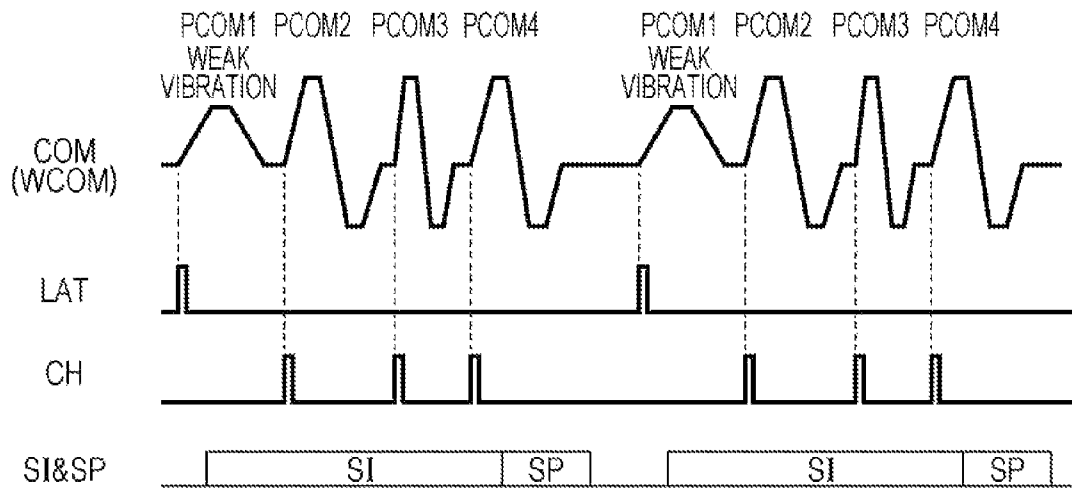 PCOM1 PCOM2 PCOM3 PCOM4 PCOM1 PCOM2 PCOM3 PCOM4
WEAK WEAK
VIBRATION VIBRATION
COM
(WCOM)
LAT
CH
SI&SP SI SP SI SP